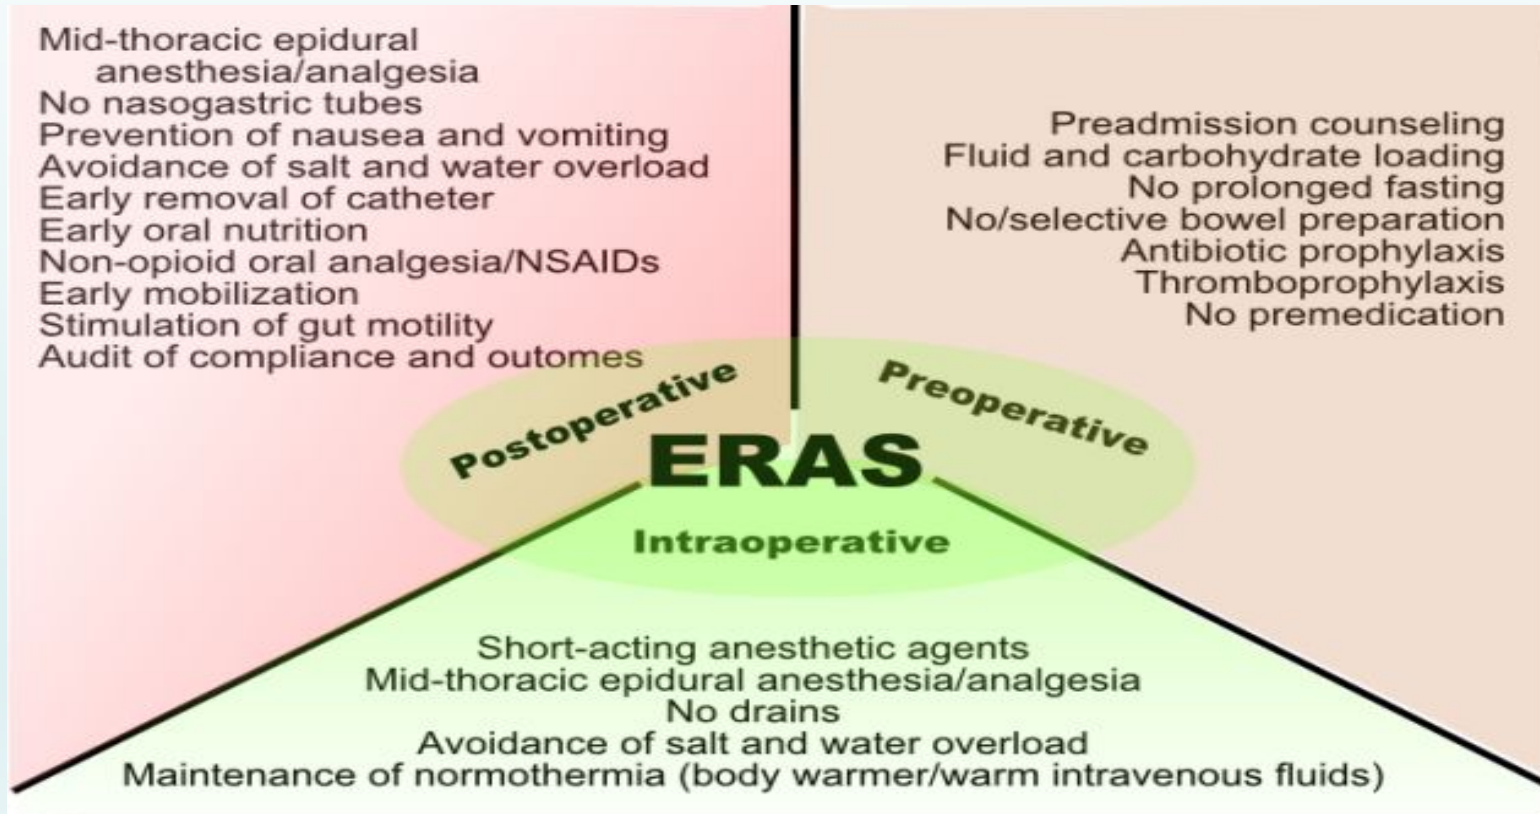 Mid-thoracic epidural
anesthesia/analgesia
No nasogastric tubes
Prevention of nausea and vomiting
Avoidance of salt and water overload
Early removal of catheter
Early oral nutrition
Non-opioid oral analgesia/NSAIDs
Early mobilization
Stimulation of gut motility
Audit of compliance and outomes
Preadmission counseling
Fluid and carbohydrate loading
No prolonged fasting
No/selective bowel preparation
Antibiotic prophylaxis
Thromboprophylaxis
No premedication
Postoperative
Preoperative
ERAS
Intraoperative
Short-acting anesthetic agents
Mid-thoracic epidural anesthesia/analgesia
No drains
Avoidance of salt and water overload
Maintenance of normothermia (body warmer/warm intravenous fluids)